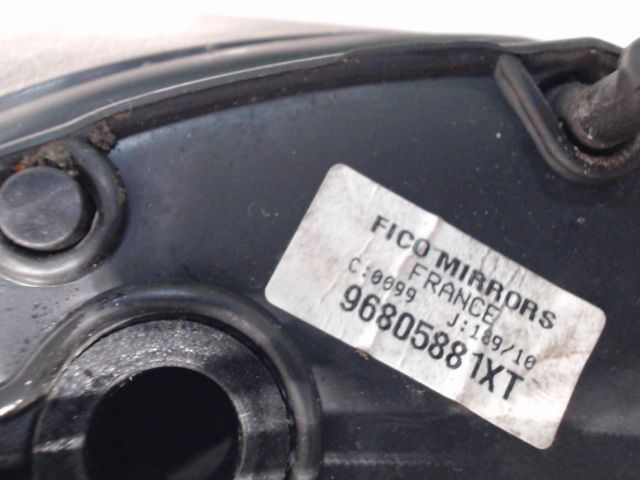 FICO MIRRORS
FRANCE
C:0099 J:189/10
96805881XT